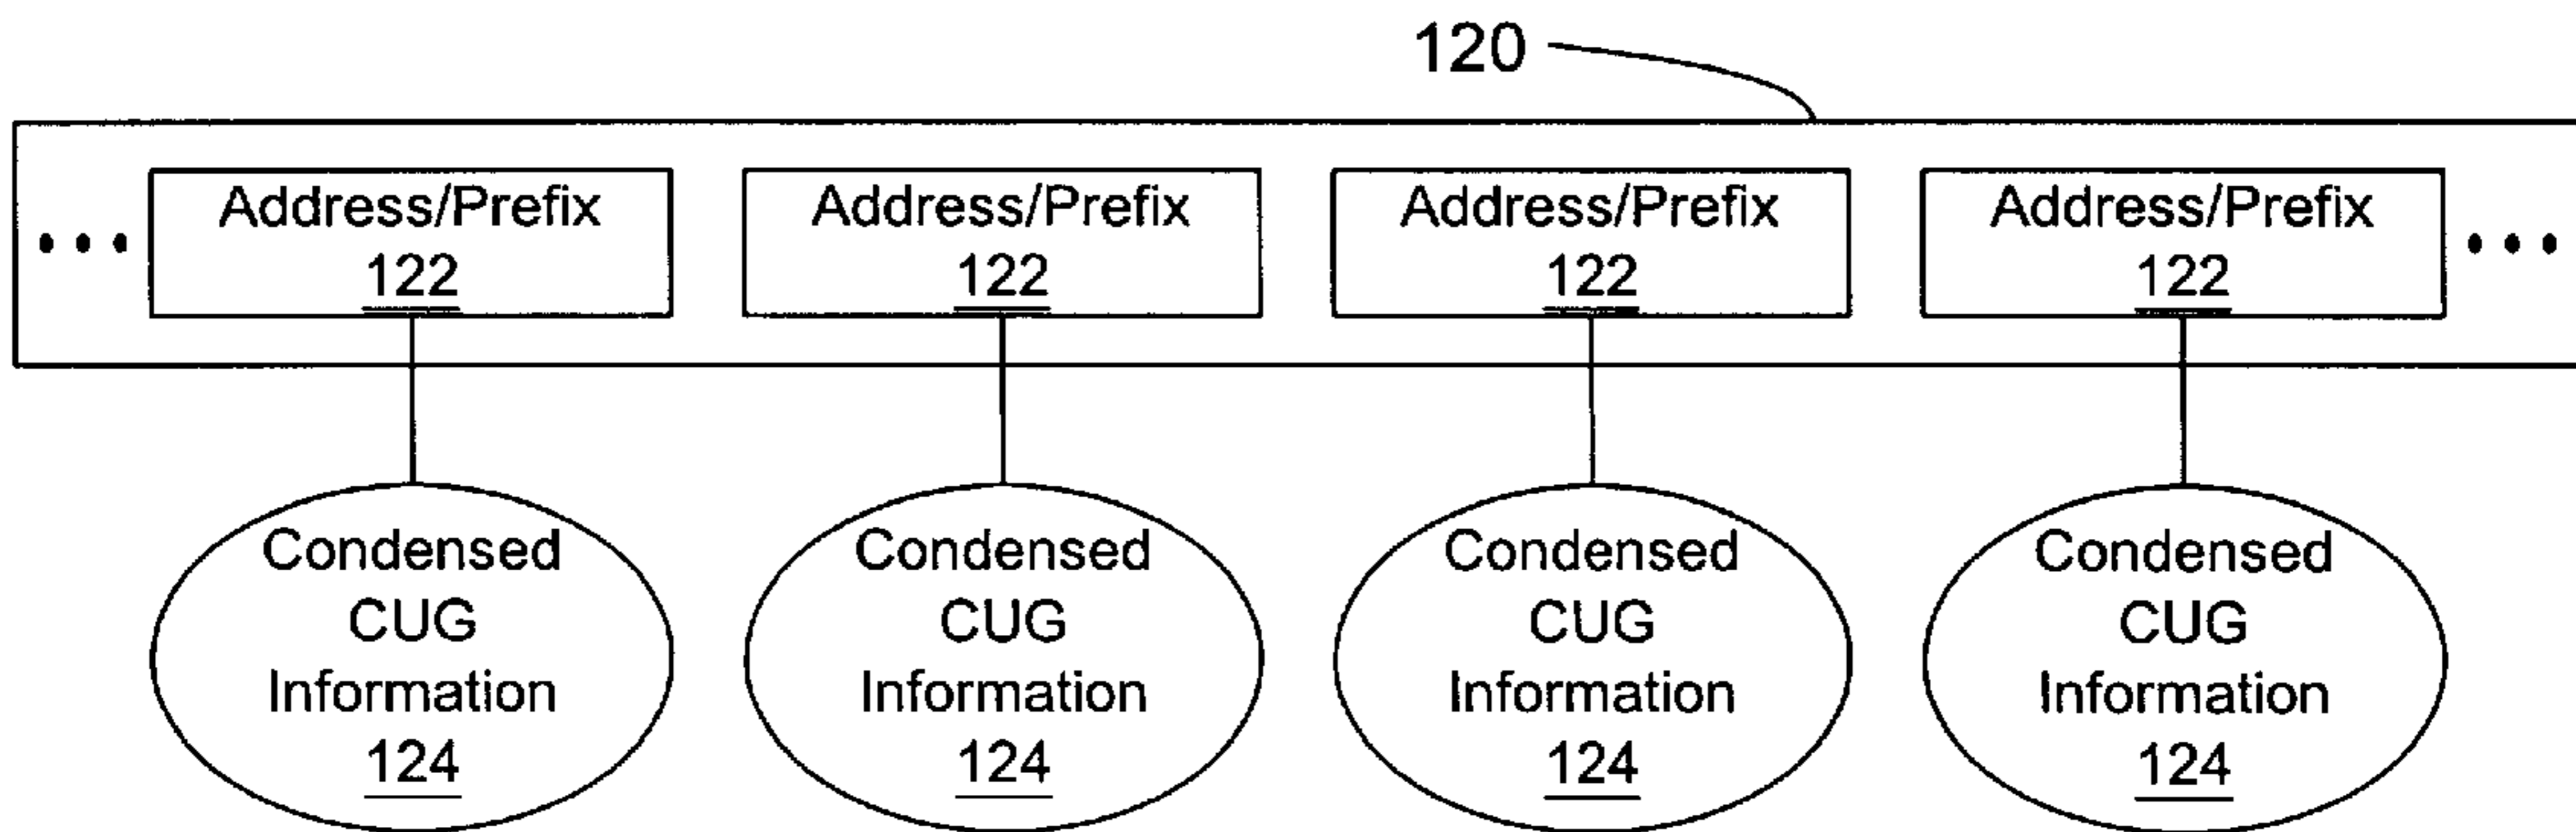 120
Address/Prefix Address/Prefix Address/Prefix Address/Prefix
... 122 122 122 122 ...
Condensed Condensed Condensed Condensed
CUG CUG CUG CUG
Information Information Information Information
124 124 124 124